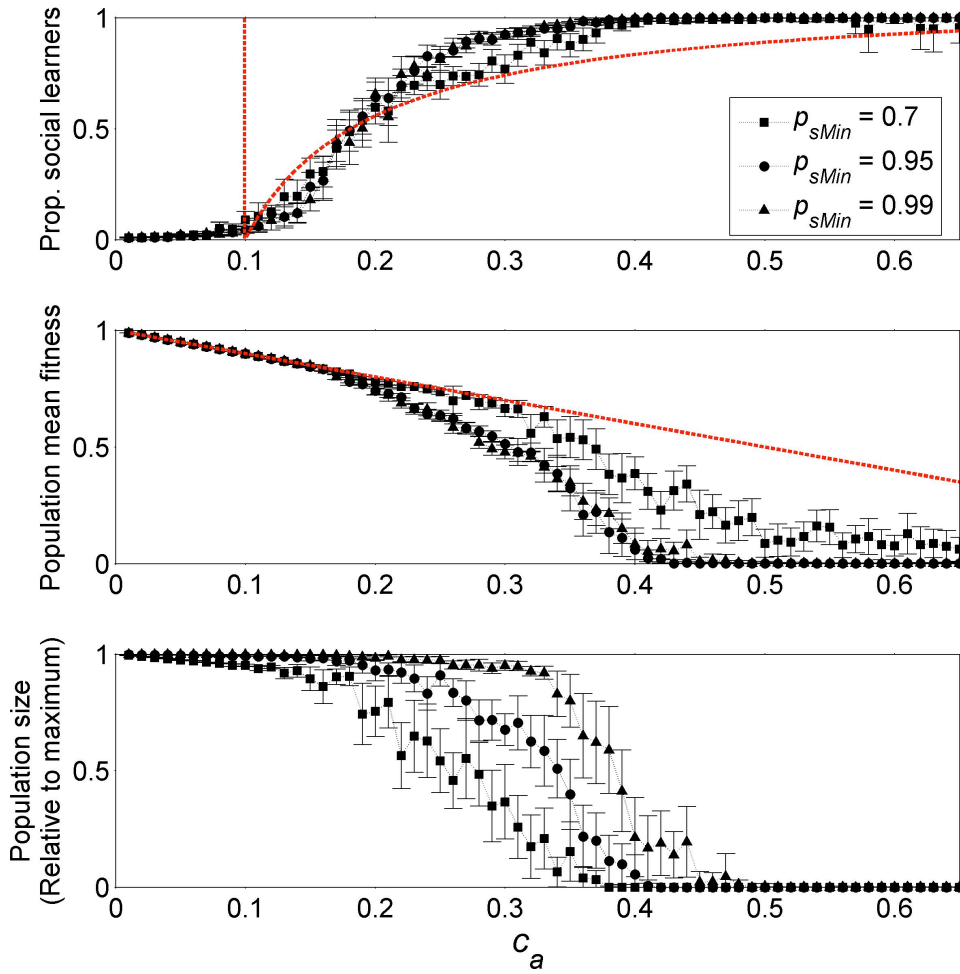 Prop. social learners
1
0.5
0
0 0.1 0.2 0.3 0.4 0.5 0.6
p_sMin = 0.7
p_sMin = 0.95
p_sMin = 0.99
Population mean fitness
1
0.5
0
0 0.1 0.2 0.3 0.4 0.5 0.6
Population size
(Relative to maximum)
1
0.5
0
0 0.1 0.2 0.3 0.4 0.5 0.6
c_a